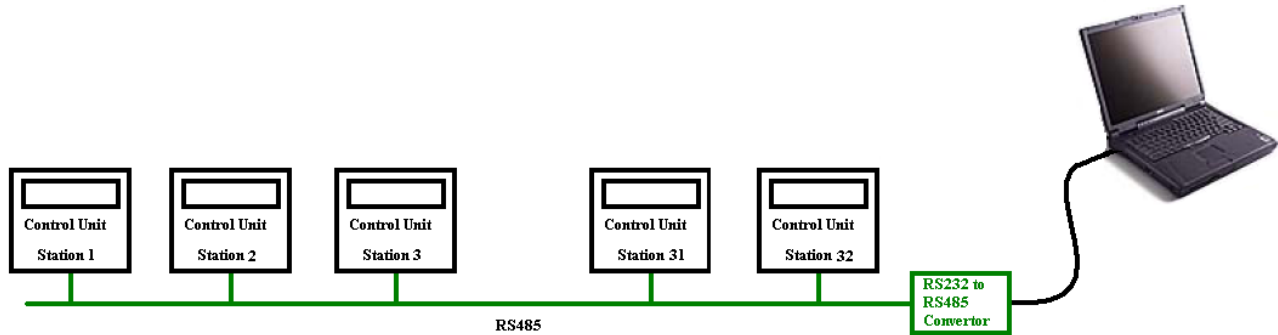 Control Unit
Station 1
Control Unit
Station 2
Control Unit
Station 3
Control Unit
Station 31
Control Unit
Station 32
RS232 to
RS485
Convertor
RS485